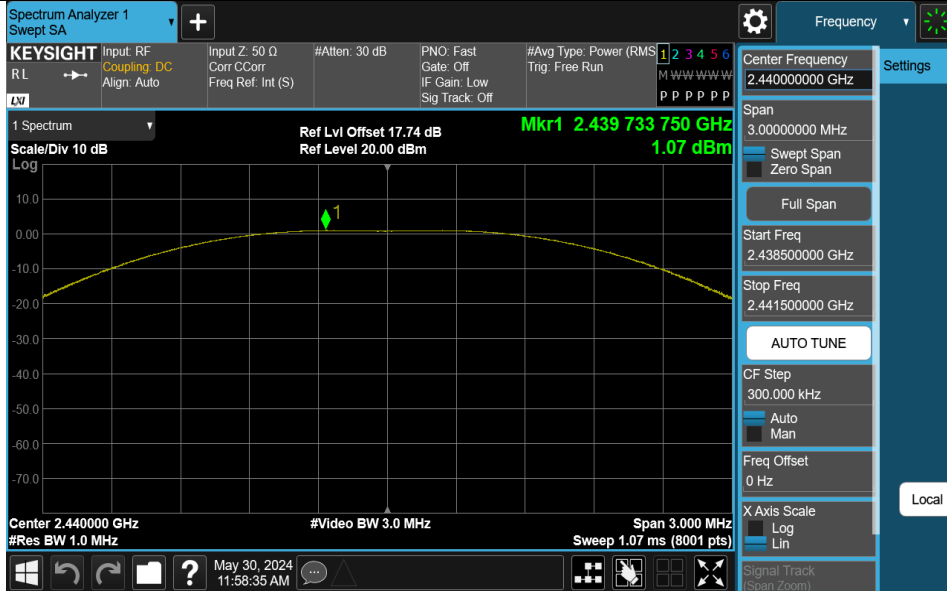 Spectrum Analyzer 1
Swept SA
+
Frequency
KEYSIGHT
R L
LXI
Input: RF
Coupling: DC
Align: Auto
Input Z: 50 Ω
Corr CCorr
Freq Ref: Int (S)
#Atten: 30 dB
PNO: Fast
Gate: Off
IF Gain: Low
Sig Track: Off
#Avg Type: Power (RMS
Trig: Free Run
1 2 3 4 5 6
M W W W W W
P P P P P P
1 Spectrum
Scale/Div 10 dB
Log
Ref Lvl Offset 17.74 dB
Ref Level 20.00 dBm
Mkr1 2.439 733 750 GHz
1.07 dBm
1
10.0
0.00
-10.0
-20.0
-30.0
-40.0
-50.0
-60.0
-70.0
Center 2.440000 GHz
#Video BW 3.0 MHz
Span 3.000 MHz
#Res BW 1.0 MHz
Sweep 1.07 ms (8001 pts)
?
May 30, 2024
11:58:35 AM
Center Frequency
2.440000000 GHz
Span
3.00000000 MHz
Swept Span
Zero Span
Full Span
Start Freq
2.438500000 GHz
Stop Freq
2.441500000 GHz
AUTO TUNE
CF Step
300.000 kHz
Auto
Man
Freq Offset
0 Hz
X Axis Scale
Log
Lin
Signal Track
(Span Zoom)
Settings
Local